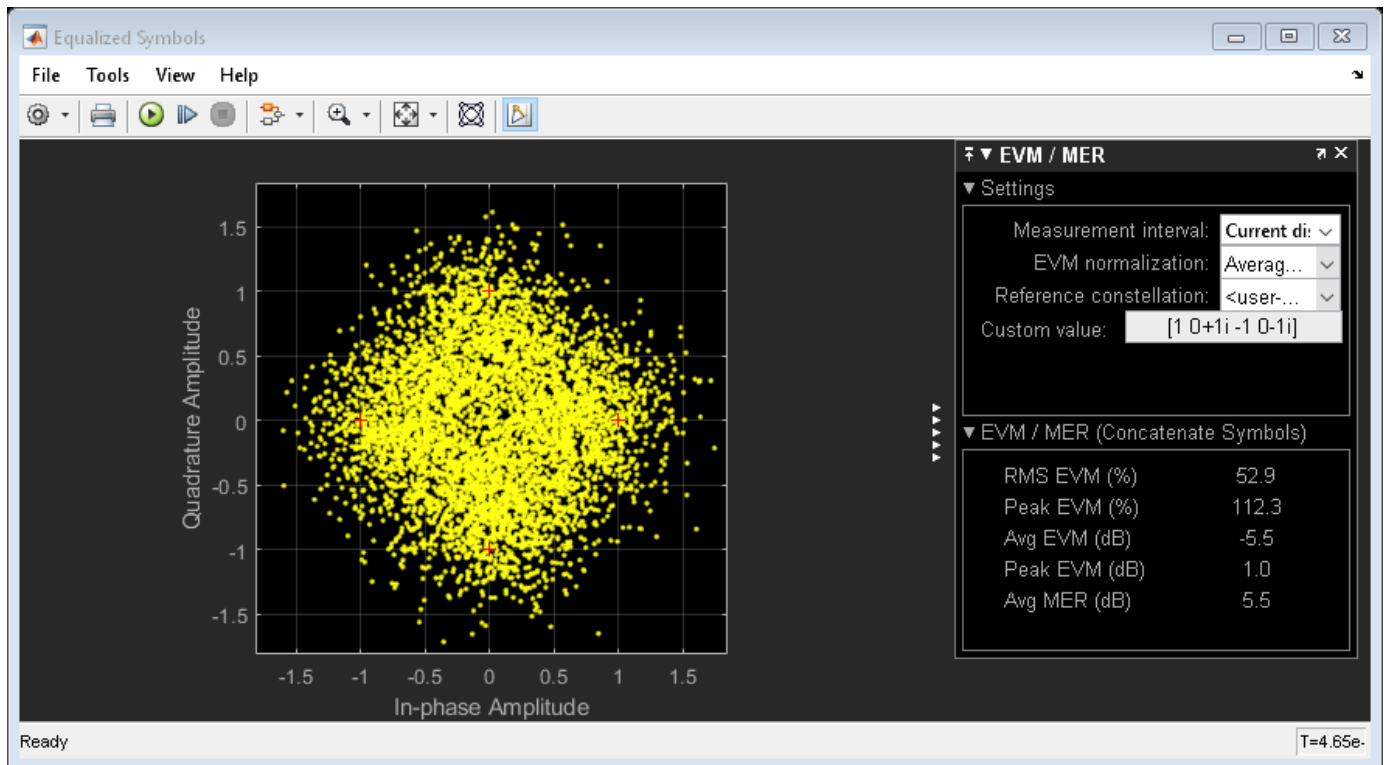 Equalized Symbols
File Tools View Help
EVM / MER
Settings
Measurement interval: Current di:
EVM normalization: Averag...
Reference constellation: <user-...
Custom value: [1 0+1i -1 0-1i]
EVM / MER (Concatenate Symbols)
RMS EVM (%) 52.9
Peak EVM (%) 112.3
Avg EVM (dB) -5.5
Peak EVM (dB) 1.0
Avg MER (dB) 5.5
Quadrature Amplitude
1.5
1
0.5
0
-0.5
-1
-1.5
-1.5 -1 -0.5 0 0.5 1 1.5
In-phase Amplitude
Ready T=4.65e-